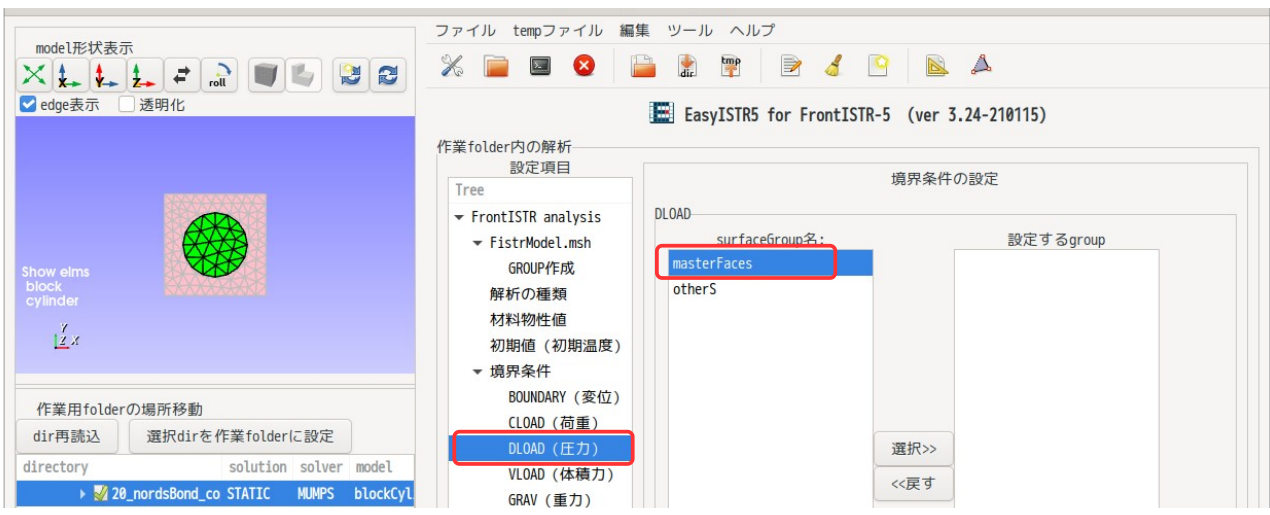 model形状表示
roll
edge表示
透明化
Show elms
block
cylinder
Y
Z X
作業用folderの場所移動
dir再読込
選択dirを作業folderに設定
directory solution solver model
20_nordsBond_co STATIC MUMPS blockCyl
ファイル tempファイル 編集 ツール ヘルプ
dir
tmp
EasyISTR5 for FrontISTR-5 (ver 3.24-210115)
作業folder内の解析
設定項目
Tree
FrontISTR analysis
FistrModel.msh
GROUP作成
解析の種類
材料物性値
初期値（初期温度）
境界条件
BOUNDARY（変位）
CLOAD（荷重）
DLOAD（圧力）
VLOAD（体積力）
GRAV（重力）
境界条件の設定
DLOAD
surfaceGroup名:
masterFaces
otherS
設定するgroup
選択>>
<<戻す